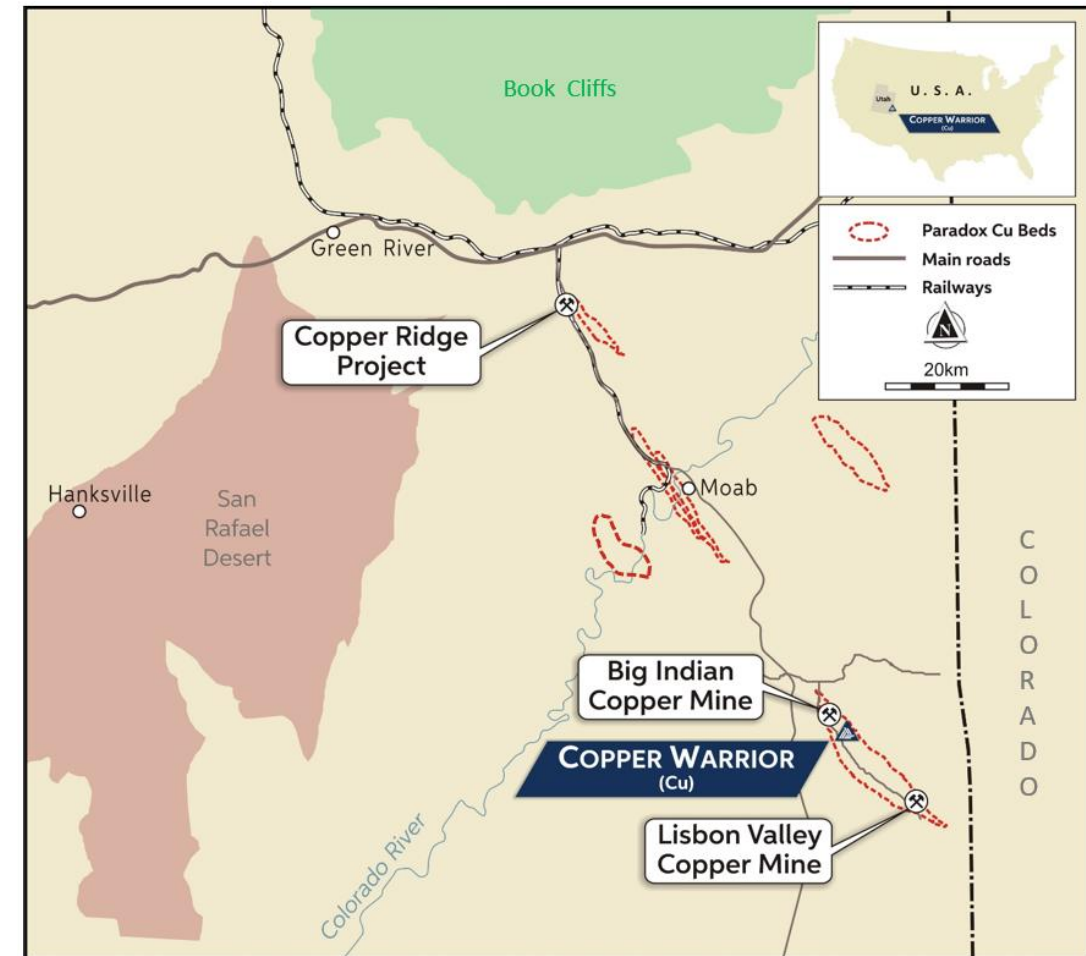 Book Cliffs
U. S. A.
Utah
COPPER WARRIOR
(Cu)
Paradox Cu Beds
Main roads
Railways
N
20km
Green River
Copper Ridge
Project
Hanksville
San
Rafael
Desert
Moab
COLORADO
Big Indian
Copper Mine
COPPER WARRIOR
(Cu)
Lisbon Valley
Copper Mine
Colorado River